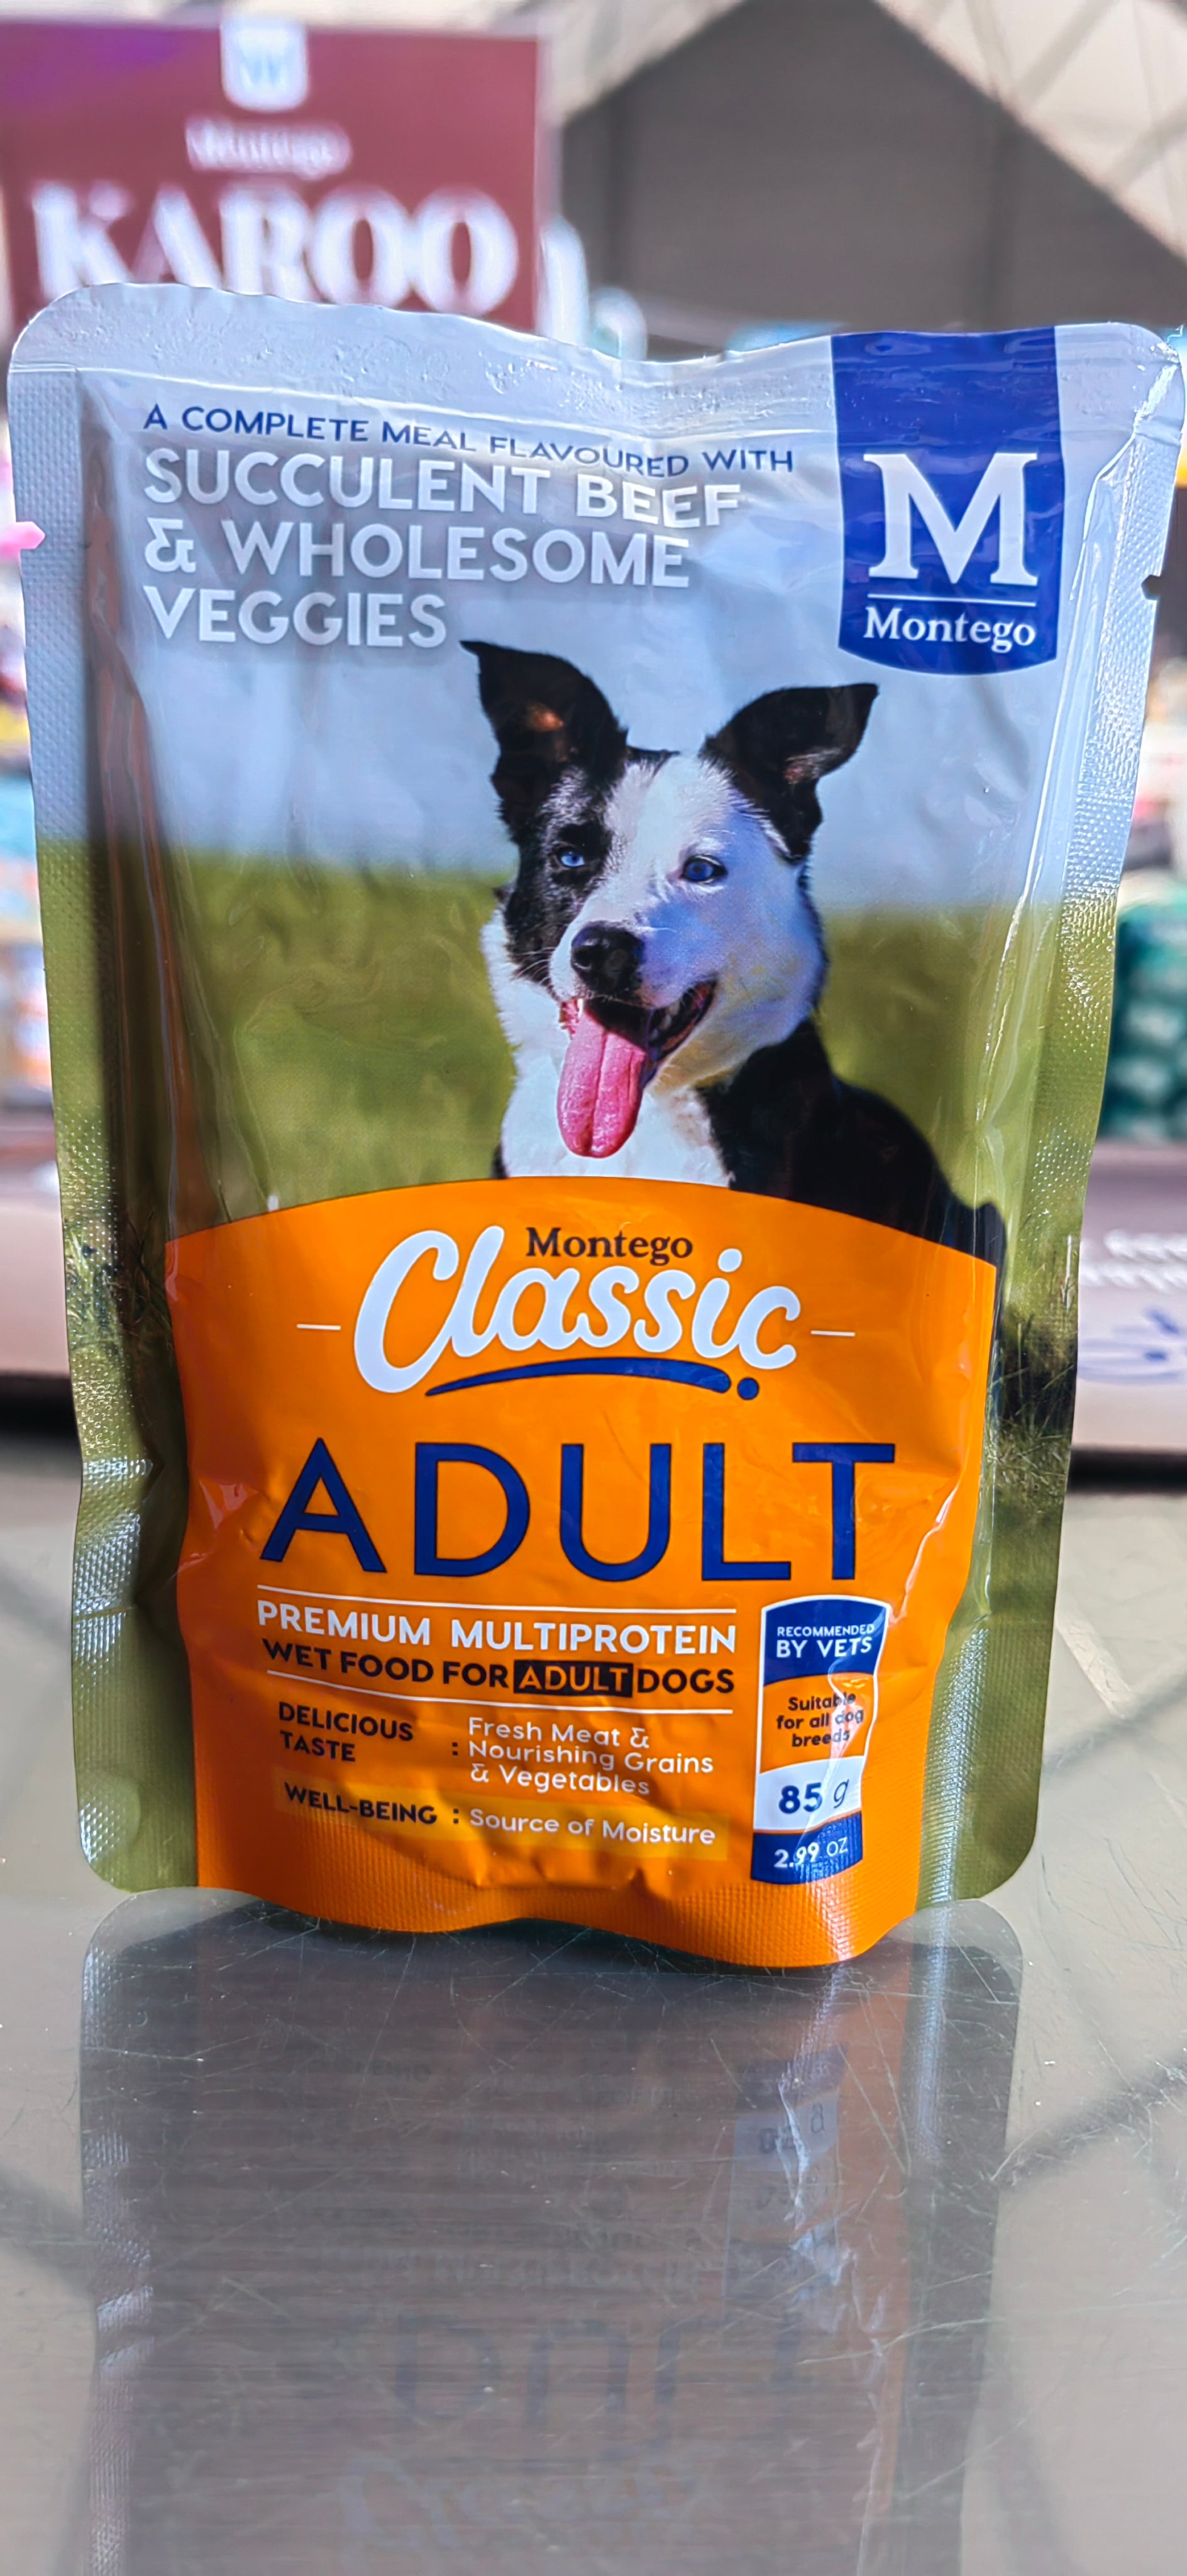 Montego
KAROO
A COMPLETE MEAL FLAVOURED WITH
SUCCULENT BEEF
& WHOLESOME
VEGGIES
M
Montego
Montego
Classic
ADULT
PREMIUM MULTIPROTEIN
WET FOOD FOR ADULT DOGS
DELICIOUS
TASTE
:
Fresh Meat &
Nourishing Grains
& Vegetables
WELL-BEING : Source of Moisture
RECOMMENDED
BY VETS
Suitable
for all dog
breeds
85 g
2.99 oz